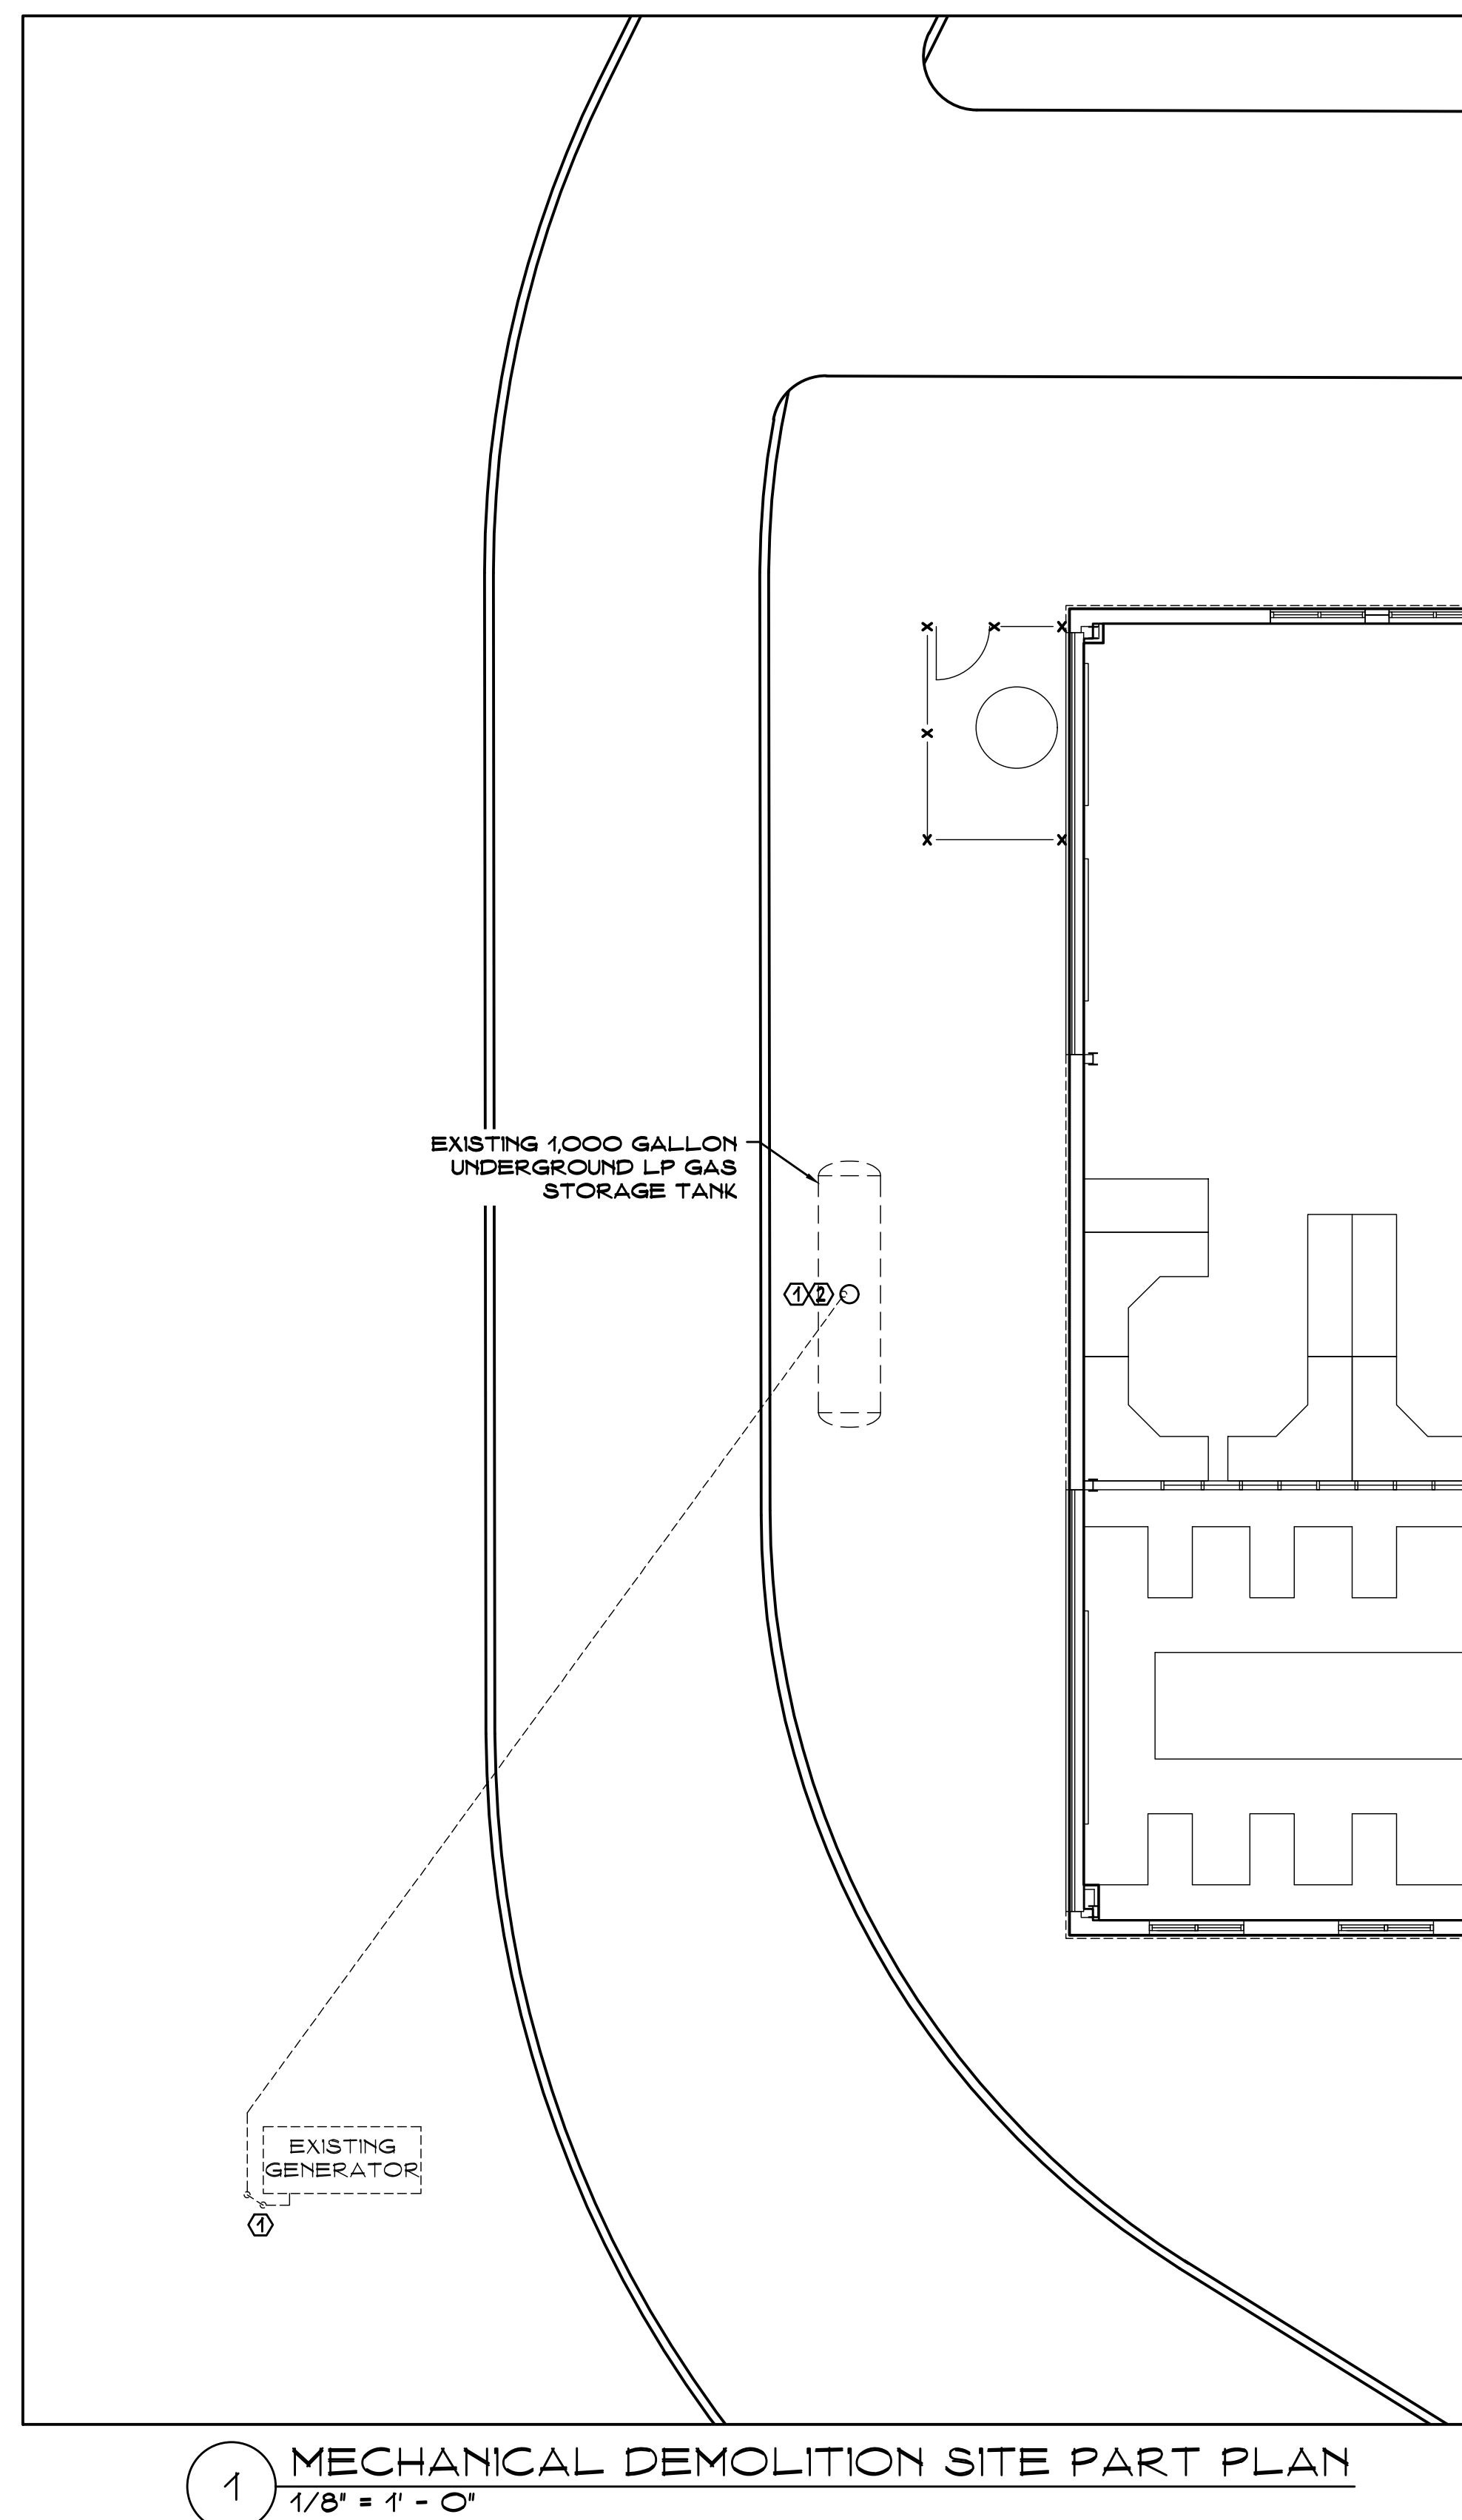 EXISTING 1,000 GALLON
UNDERGROUND LP GAS
STORAGE TANK
1 2
EXISTING
GENERATOR
1
1
MECHANICAL DEMOLITION SITE PART PLAN
1/8" = 1' - 0"